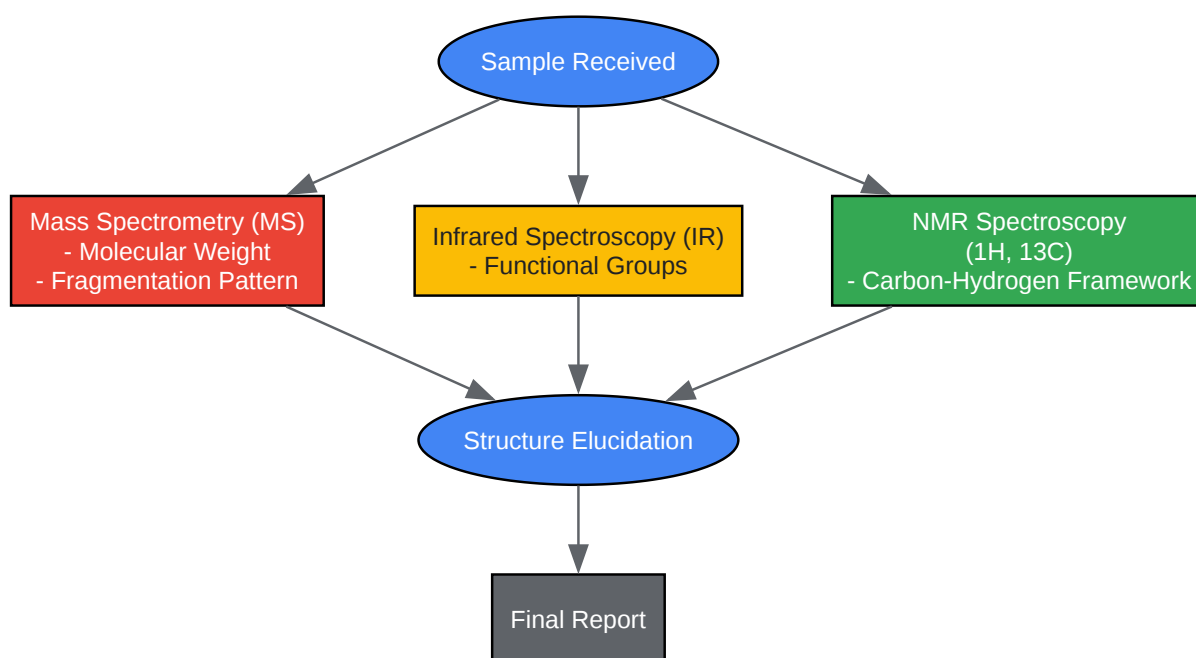 Sample Received
Mass Spectrometry (MS)
- Molecular Weight
- Fragmentation Pattern
Infrared Spectroscopy (IR)
- Functional Groups
NMR Spectroscopy
(1H, 13C)
- Carbon-Hydrogen Framework
Structure Elucidation
Final Report